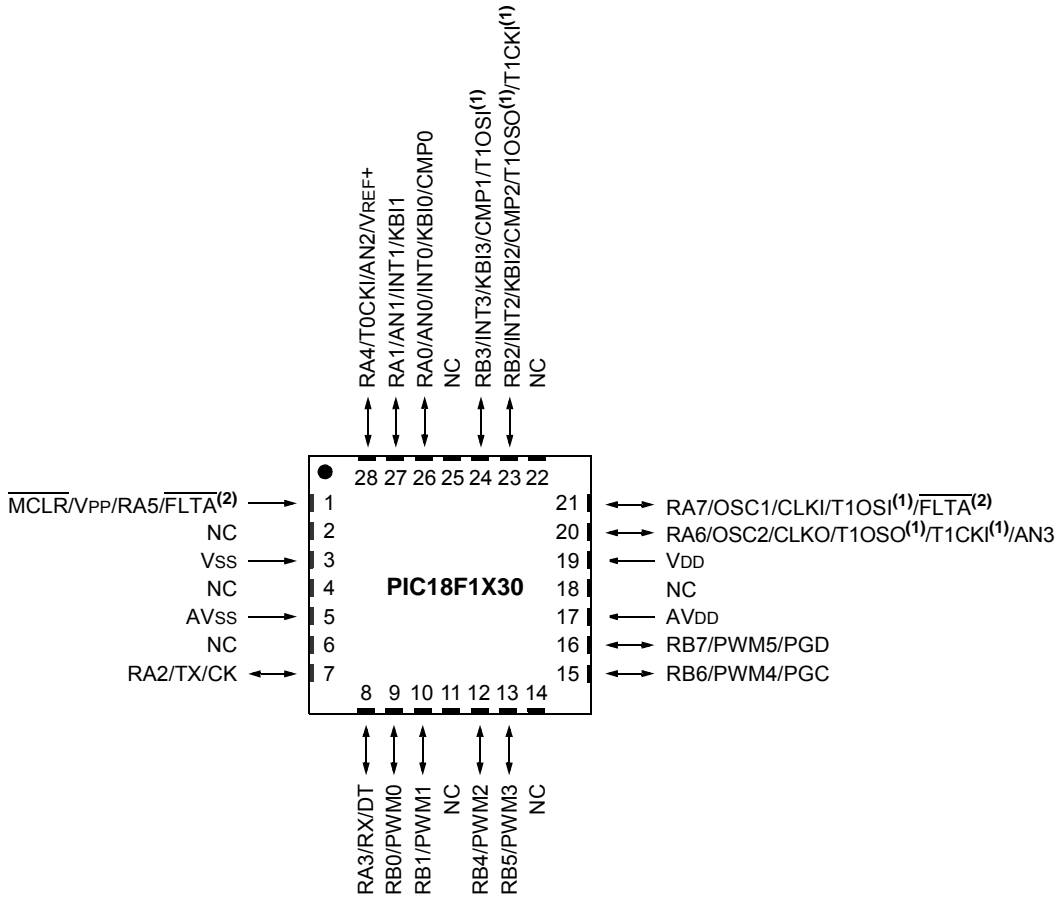 RA4/T0CKI/AN2/VREF+
RA1/AN1/INT1/KBI1
RA0/AN0/INT0/KBI0/CMP0
NC
RB3/INT3/KBI3/CMP1/T1OSI(1)
RB2/INT2/KBI2/CMP2/T1OSO(1)/T1CKI(1)
NC
28 27 26 25 24 23 22
MCLR/VPP/RA5/FLTA(2) 1
NC 2
VSS 3
NC 4
AVSS 5
NC 6
RA2/TX/CK 7
PIC18F1X30
21 RA7/OSC1/CLKI/T1OSI(1)/FLTA(2)
20 RA6/OSC2/CLKO/T1OSO(1)/T1CKI(1)/AN3
19 VDD
18 NC
17 AVDD
16 RB7/PWM5/PGD
15 RB6/PWM4/PGC
8 9 10 11 12 13 14
RA3/RX/DT
RB0/PWM0
RB1/PWM1
NC
RB4/PWM2
RB5/PWM3
NC